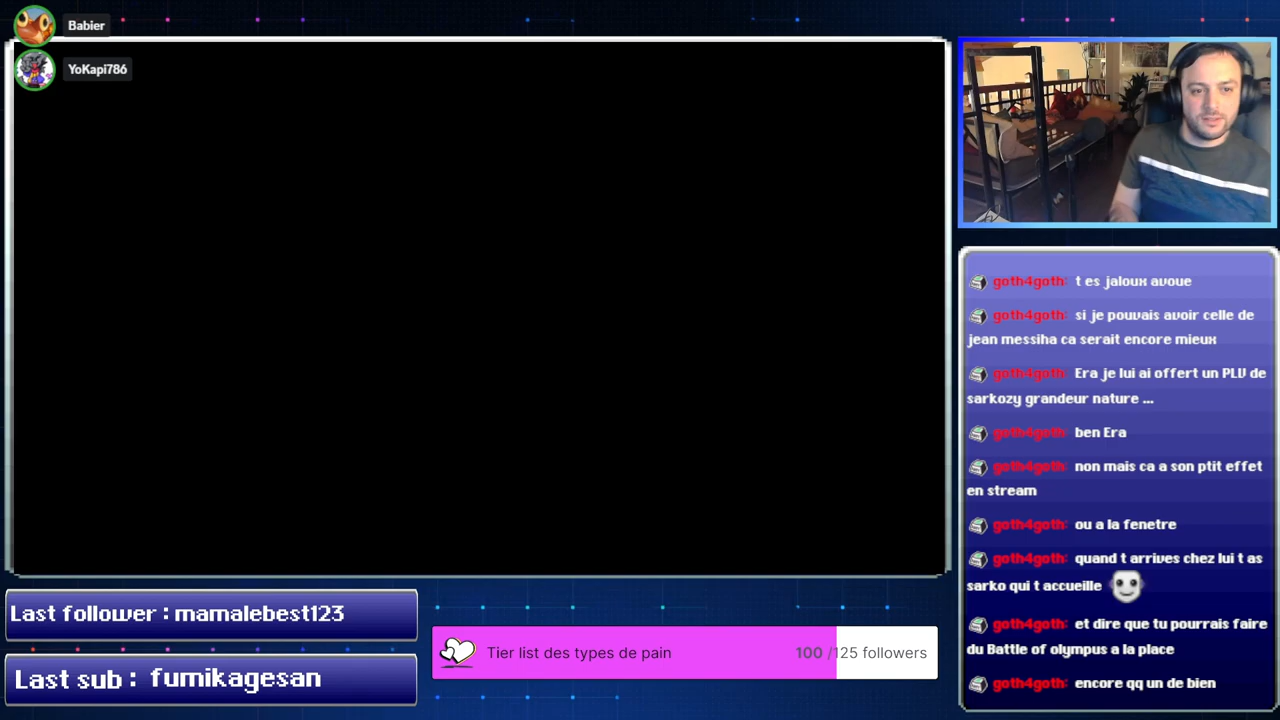 Babier
YoKapi786
goth4goth: t es jaloux avoue
goth4goth: si je pouvais avoir celle de
jean messiha ca serait encore mieux
goth4goth: Era je lui ai offert un PLV de
sarkozy grandeur nature ...
goth4goth: ben Era
goth4goth: non mais ca a son ptit effet
en stream
goth4goth: ou a la fenetre
goth4goth: quand t arrives chez lui t as
sarko qui t accueille
goth4goth: et dire que tu pourrais faire
du Battle of olympus a la place
goth4goth: encore qq un de bien
Last follower : mamalebest123
Last sub : fumikagesan
Tier list des types de pain
100 /125 followers